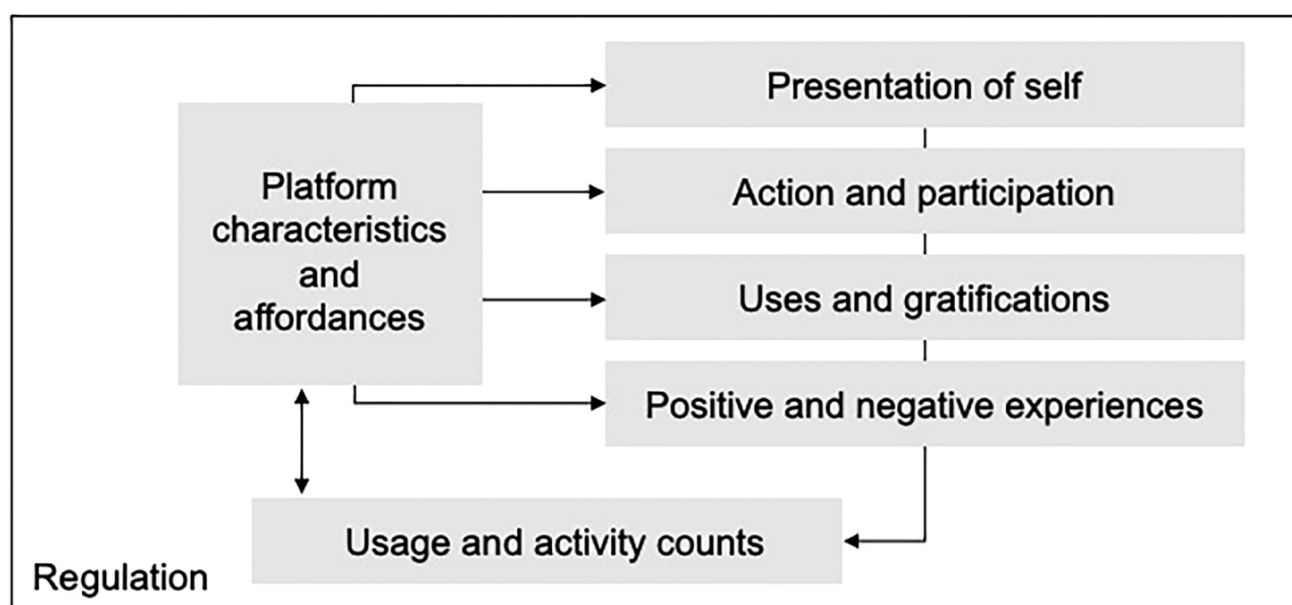 Presentation of self
Platform
characteristics
and
affordances
Action and participation
Uses and gratifications
Positive and negative experiences
Usage and activity counts
Regulation